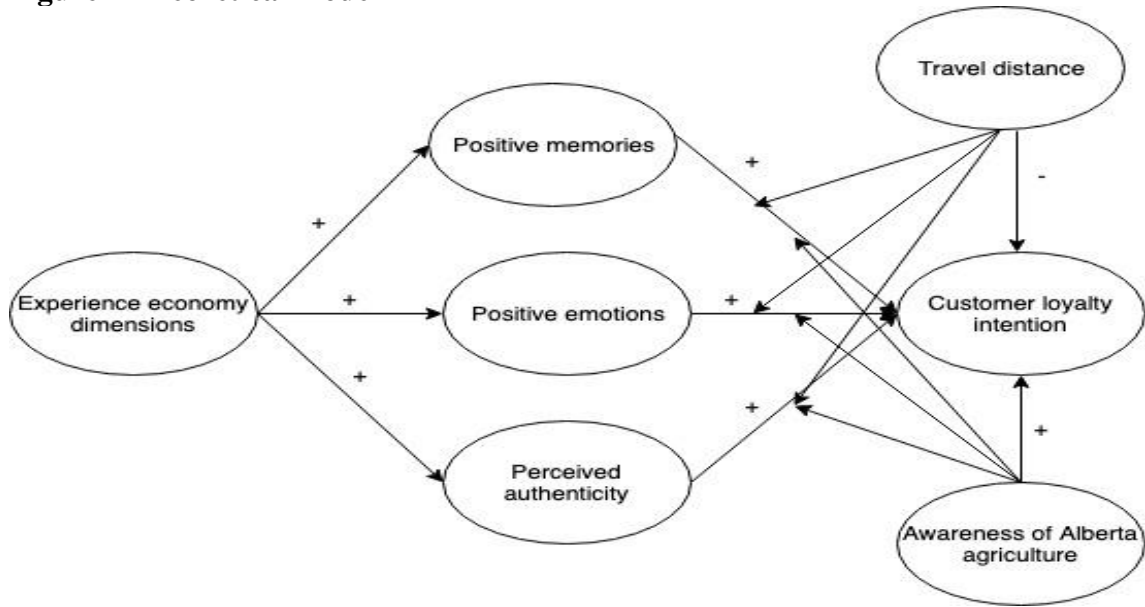 Travel distance
Positive memories
+
-
+
Experience economy
dimensions
+
Positive emotions
+
Customer loyalty
intention
+
+
+
Perceived
authenticity
Awareness of Alberta
agriculture